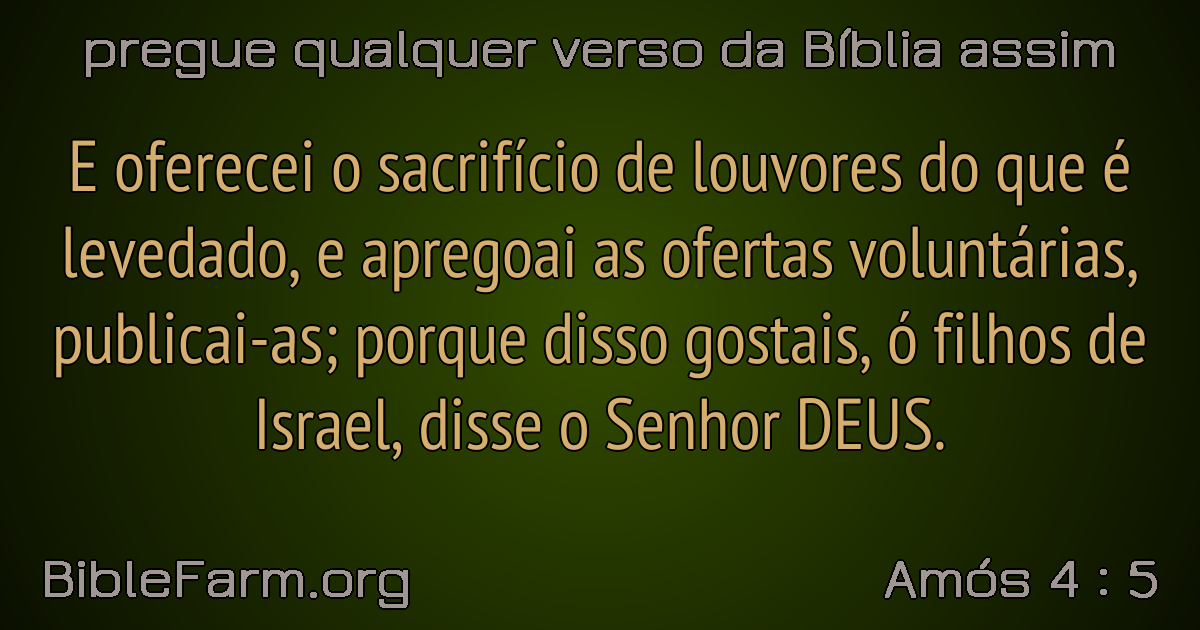 pregue qualquer verso da Bíblia assim
E oferecei o sacrifício de louvores do que é
levedado, e apregoai as ofertas voluntárias,
publicai-as; porque disso gostais, ó filhos de
Israel, disse o Senhor DEUS.
BibleFarm.org
Amós 4 : 5